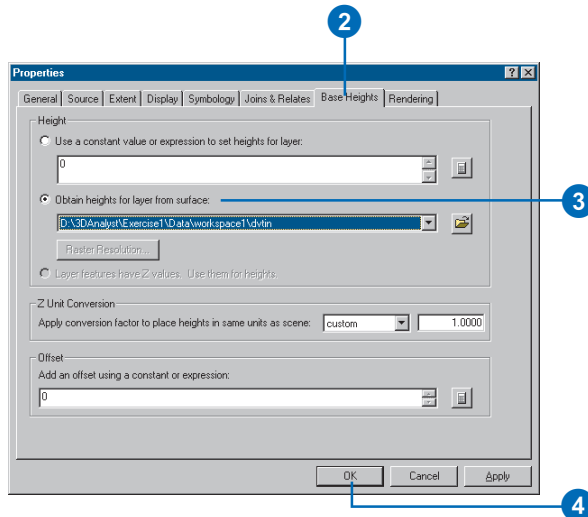 2
Properties
General Source Extent Display Symbology Joins & Relates Base Heights Rendering
Height
Use a constant value or expression to set heights for layer:
0
Obtain heights for layer from surface:
3
D:\3DAnalyst\Exercise1\Data\workspace1\dvtin
Raster Resolution...
Layer features have Z values. Use them for heights.
Z Unit Conversion
Apply conversion factor to place heights in same units as scene: custom 1.0000
Offset
Add an offset using a constant or expression:
0
OK Cancel Apply
4